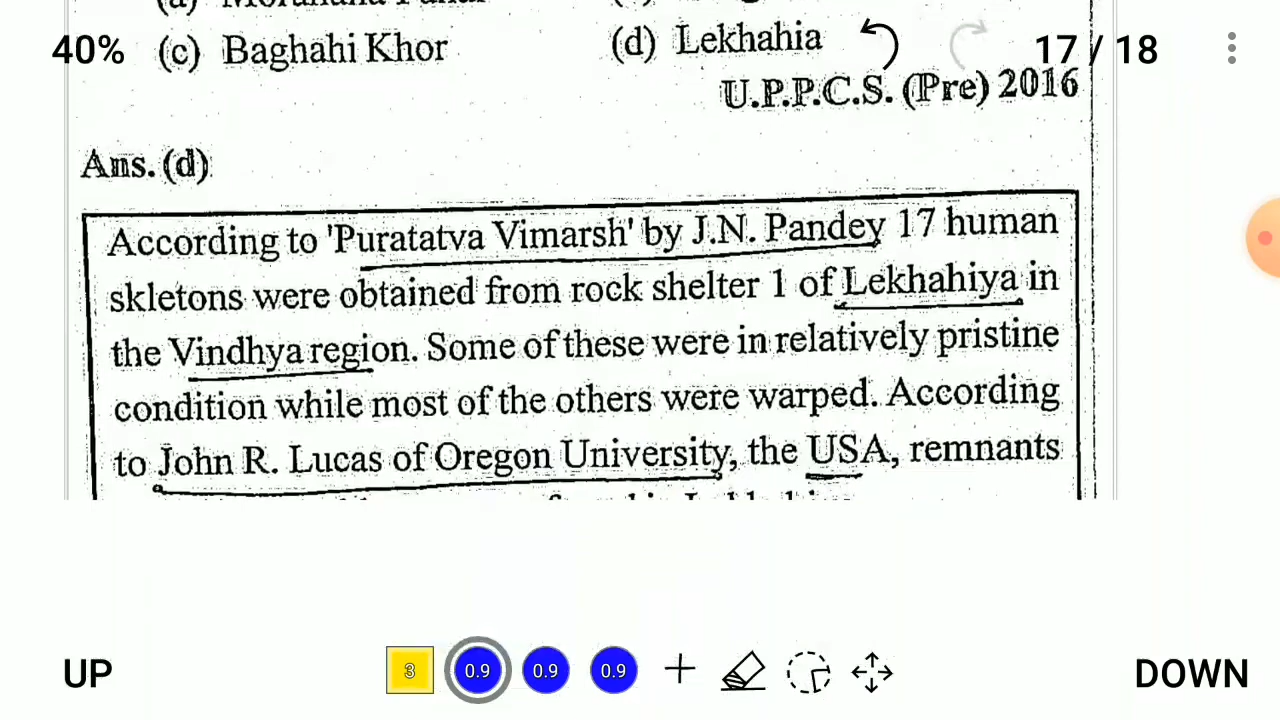 40%
17 / 18
(c) Baghahi Khor
(d) Lekhahia
U.P.P.C.S. (Pre) 2016
Ans. (d)
According to 'Puratatva Vimarsh' by J.N. Pandey 17 human
skletons were obtained from rock shelter 1 of Lekhahiya in
the Vindhya region. Some of these were in relatively pristine
condition while most of the others were warped. According
to John R. Lucas of Oregon University, the USA, remnants
UP
3
0.9
0.9
0.9
DOWN